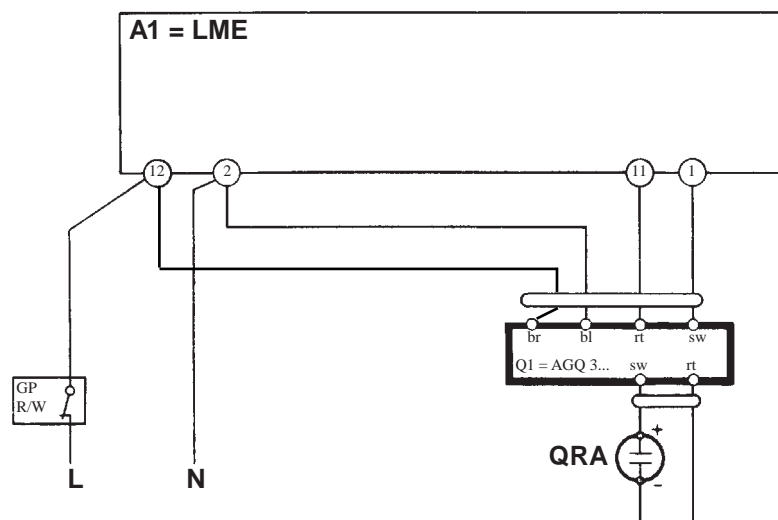 A1 = LME
12 2 11 1
br bl rt sw
Q1 = AGQ 3... sw rt
GP
R/W
+
QRA
-
L N